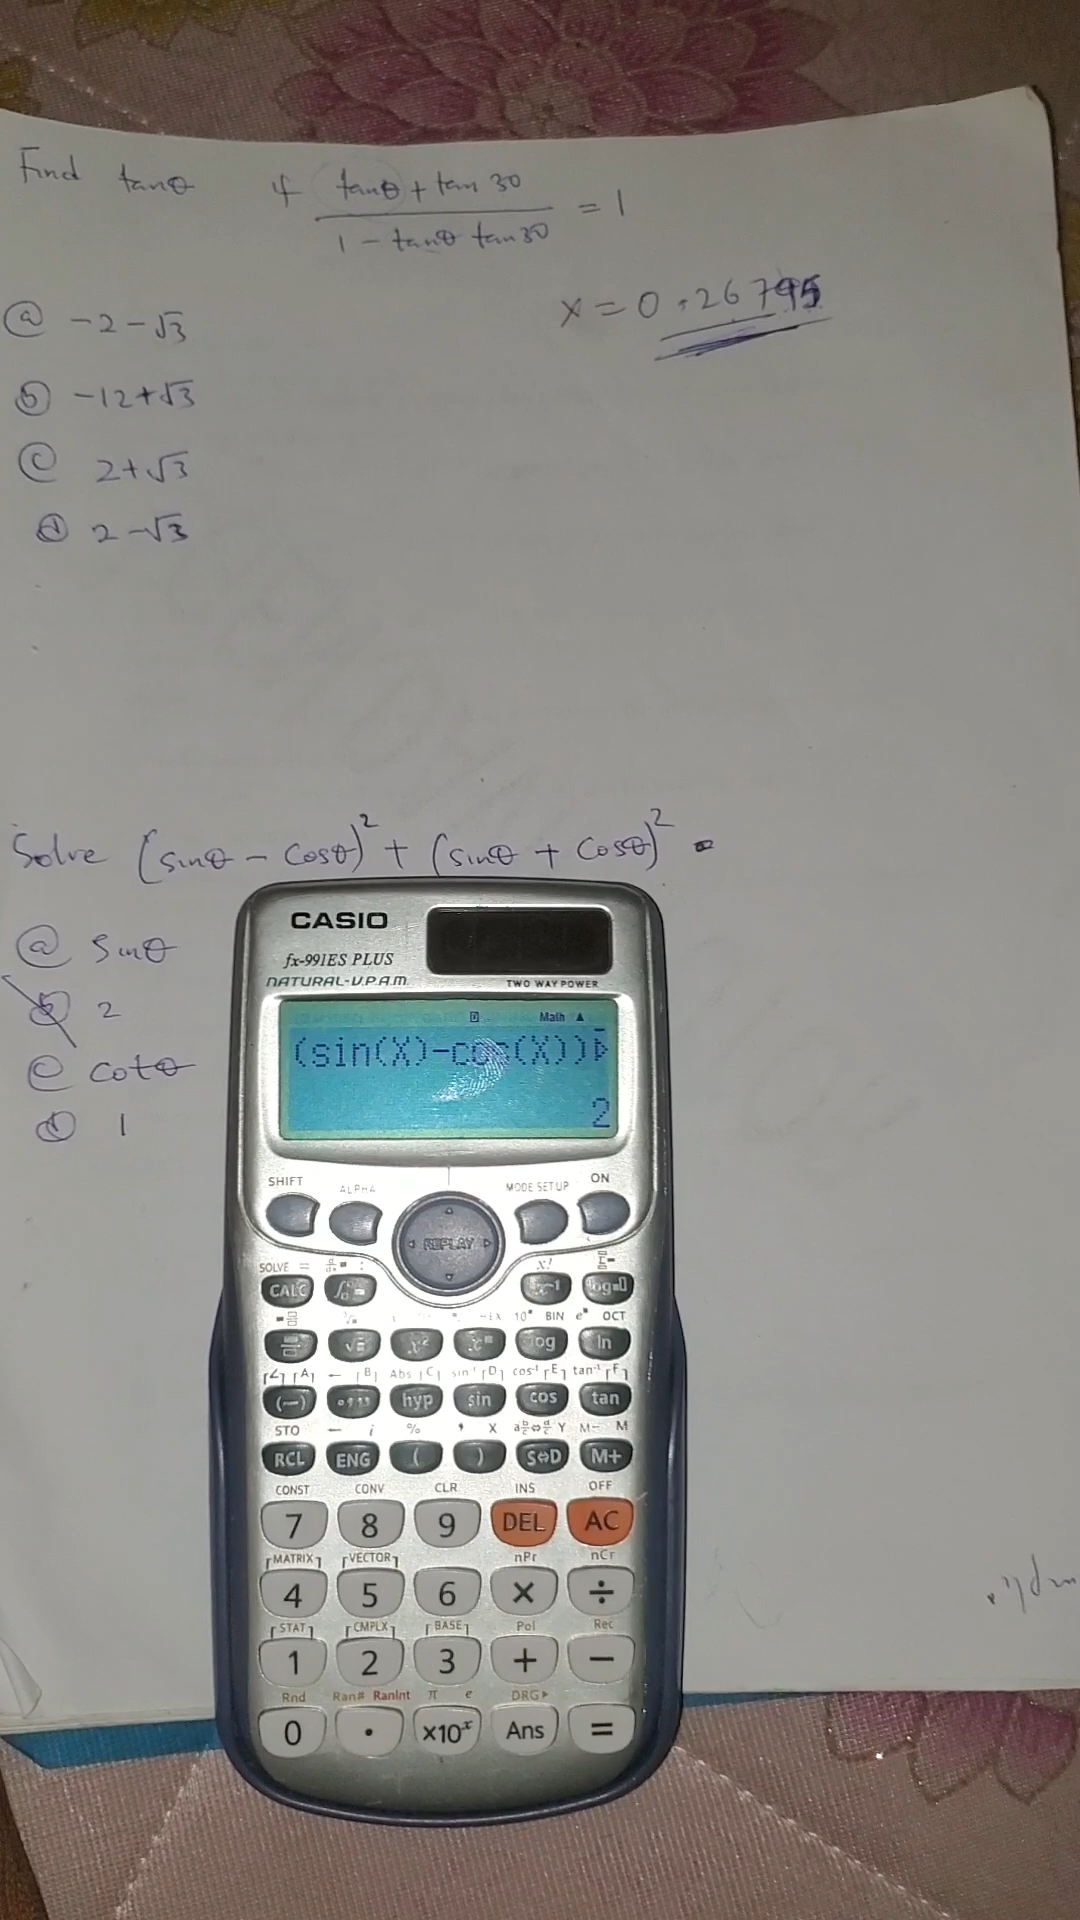 Find tanθ if tanθ + tan 30 / 1 - tanθ tan 30 = 1
x = 0.26795
ⓐ -2-√3
ⓑ -12+√3
ⓒ 2+√3
ⓓ 2-√3
Solve (sinθ - cosθ)² + (sinθ + cosθ)² =
ⓐ sinθ
ⓑ 2
ⓒ cotθ
ⓓ 1
CASIO
fx-991ES PLUS
NATURAL-V.P.A.M.
TWO WAY POWER
D Math ▲
(sin(X)-cos(X))
2
SHIFT ALPHA MODE SETUP ON
REPLAY
SOLVE = x!
CALC x⁻¹ log
10ˣ BIN eˣ OCT
√ x² log ln
∠ A ← B Abs C sin⁻¹ D cos⁻¹ E tan⁻¹ F
(−) hyp sin cos tan
STO ← i % , X Y M− M
RCL ENG ( ) S⇔D M+
CONST CONV CLR INS OFF
7 8 9 DEL AC
MATRIX VECTOR nPr nCr
4 5 6 × ÷
STAT CMPLX BASE Pol Rec
1 2 3 + −
Rnd Ran# RanInt π e DRG▶
0 . ×10ˣ Ans =